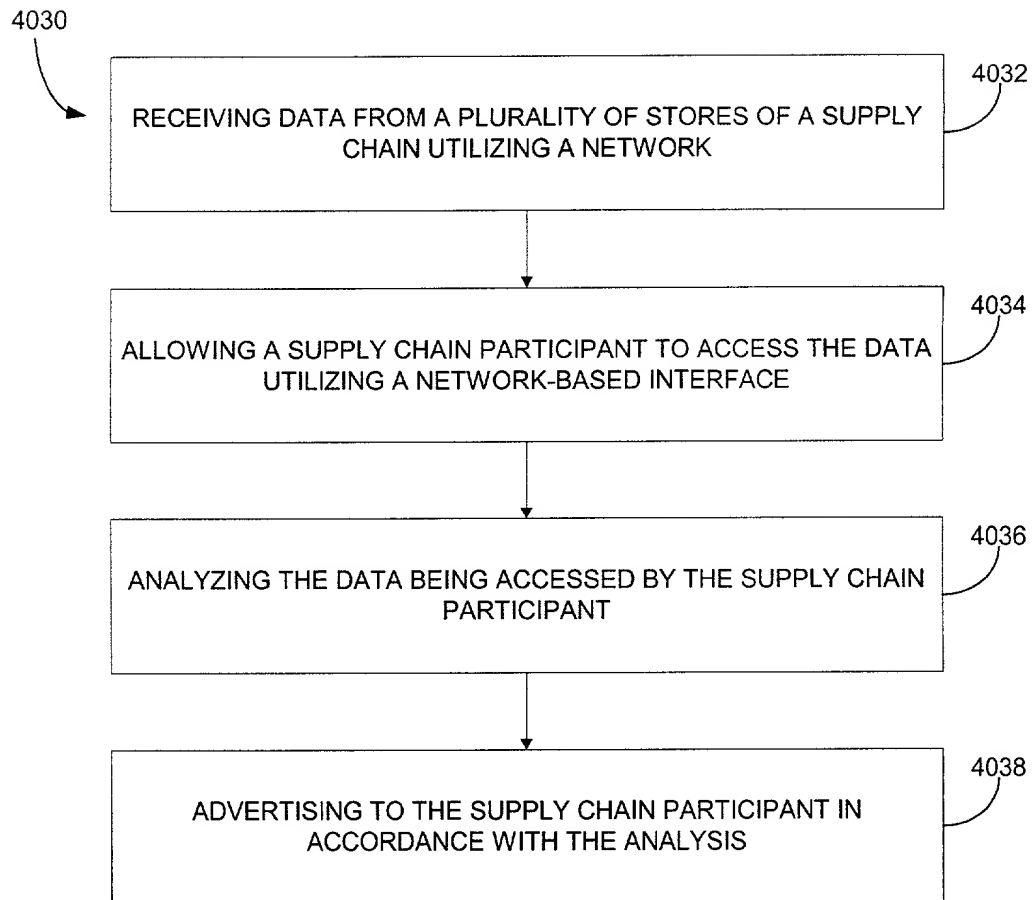 4030
4032
RECEIVING DATA FROM A PLURALITY OF STORES OF A SUPPLY
CHAIN UTILIZING A NETWORK
4034
ALLOWING A SUPPLY CHAIN PARTICIPANT TO ACCESS THE DATA
UTILIZING A NETWORK-BASED INTERFACE
4036
ANALYZING THE DATA BEING ACCESSED BY THE SUPPLY CHAIN
PARTICIPANT
4038
ADVERTISING TO THE SUPPLY CHAIN PARTICIPANT IN
ACCORDANCE WITH THE ANALYSIS